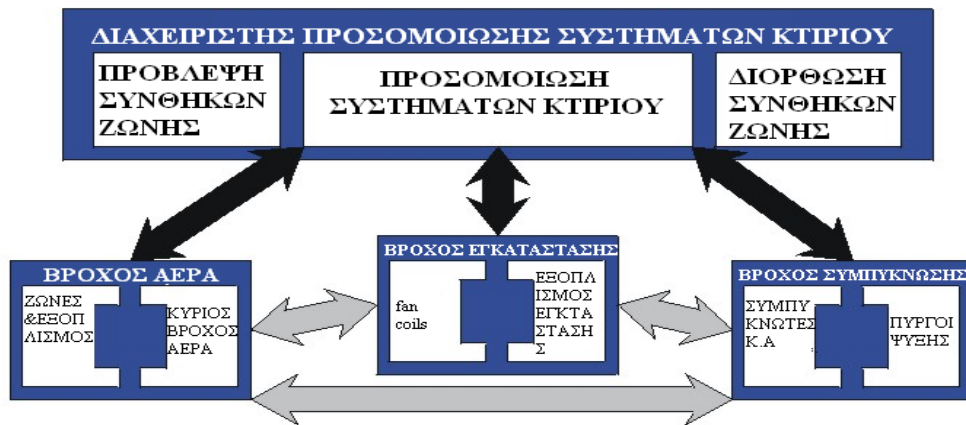 ΔΙΑΧΕΙΡΙΣΤΗΣ ΠΡΟΣΟΜΟΙΩΣΗΣ ΣΥΣΤΗΜΑΤΩΝ ΚΤΙΡΙΟΥ
ΠΡΟΒΛΕΨΗ
ΣΥΝΘΗΚΩΝ
ΖΩΝΗΣ
ΠΡΟΣΟΜΟΙΩΣΗ
ΣΥΣΤΗΜΑΤΩΝ ΚΤΙΡΙΟΥ
ΔΙΟΡΘΩΣΗ
ΣΥΝΘΗΚΩΝ
ΖΩΝΗΣ
ΒΡΟΧΟΣ ΑΕΡΑ
ΖΩΝΕΣ
&ΕΞΟΠ
ΛΙΣΜΟΣ
ΚΥΡΙΟΣ
ΒΡΟΧΟΣ
ΑΕΡΑ
ΒΡΟΧΟΣ ΕΓΚΑΤΑΣΤΑΣΗΣ
fan
coils
ΕΞΟΠΛ
ΙΣΜΟΣ
ΕΓΚΤΑ
ΣΤΑΣΗ
Σ
ΒΡΟΧΟΣ ΣΥΜΠΥΚΝΩΣΗΣ
ΣΥΜΠΥ
ΚΝΩΤΕΣ
Κ.Α
ΠΥΡΓΟΙ
ΨΥΞΗΣ